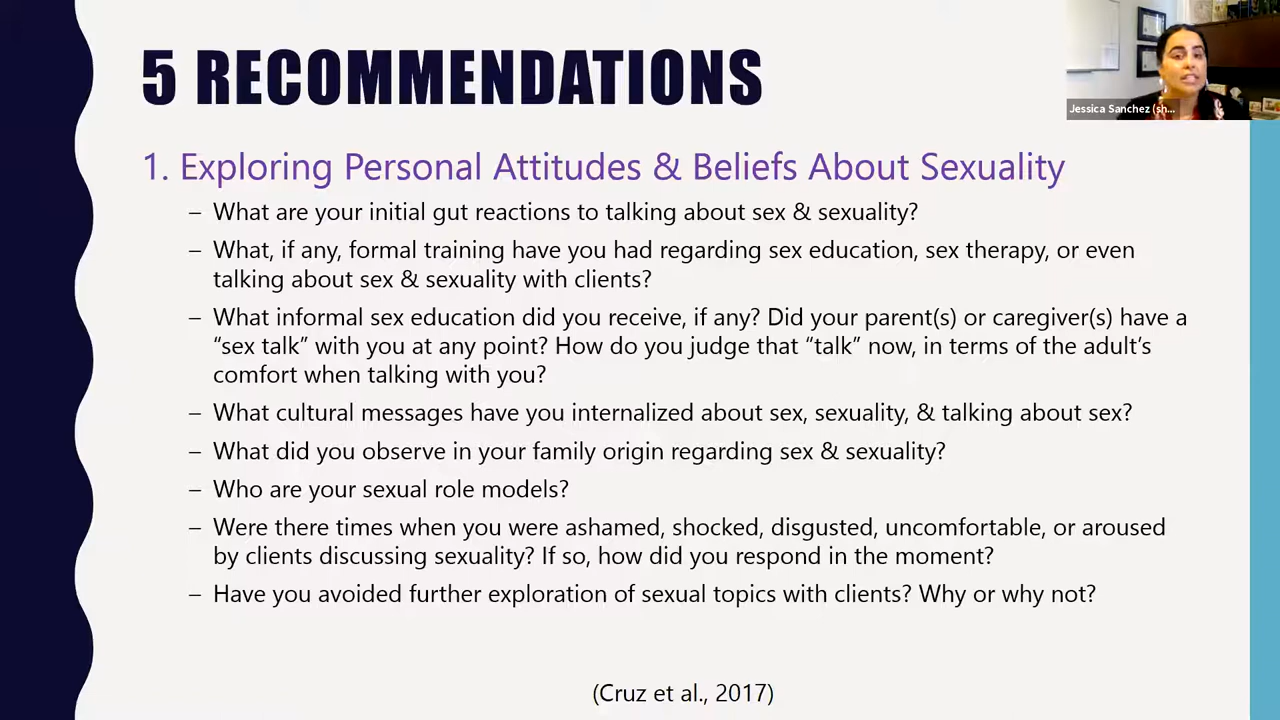 5 RECOMMENDATIONS
Jessica Sanchez (sh...
1. Exploring Personal Attitudes & Beliefs About Sexuality
– What are your initial gut reactions to talking about sex & sexuality?
– What, if any, formal training have you had regarding sex education, sex therapy, or even
talking about sex & sexuality with clients?
– What informal sex education did you receive, if any? Did your parent(s) or caregiver(s) have a
“sex talk” with you at any point? How do you judge that “talk” now, in terms of the adult’s
comfort when talking with you?
– What cultural messages have you internalized about sex, sexuality, & talking about sex?
– What did you observe in your family origin regarding sex & sexuality?
– Who are your sexual role models?
– Were there times when you were ashamed, shocked, disgusted, uncomfortable, or aroused
by clients discussing sexuality? If so, how did you respond in the moment?
– Have you avoided further exploration of sexual topics with clients? Why or why not?
(Cruz et al., 2017)